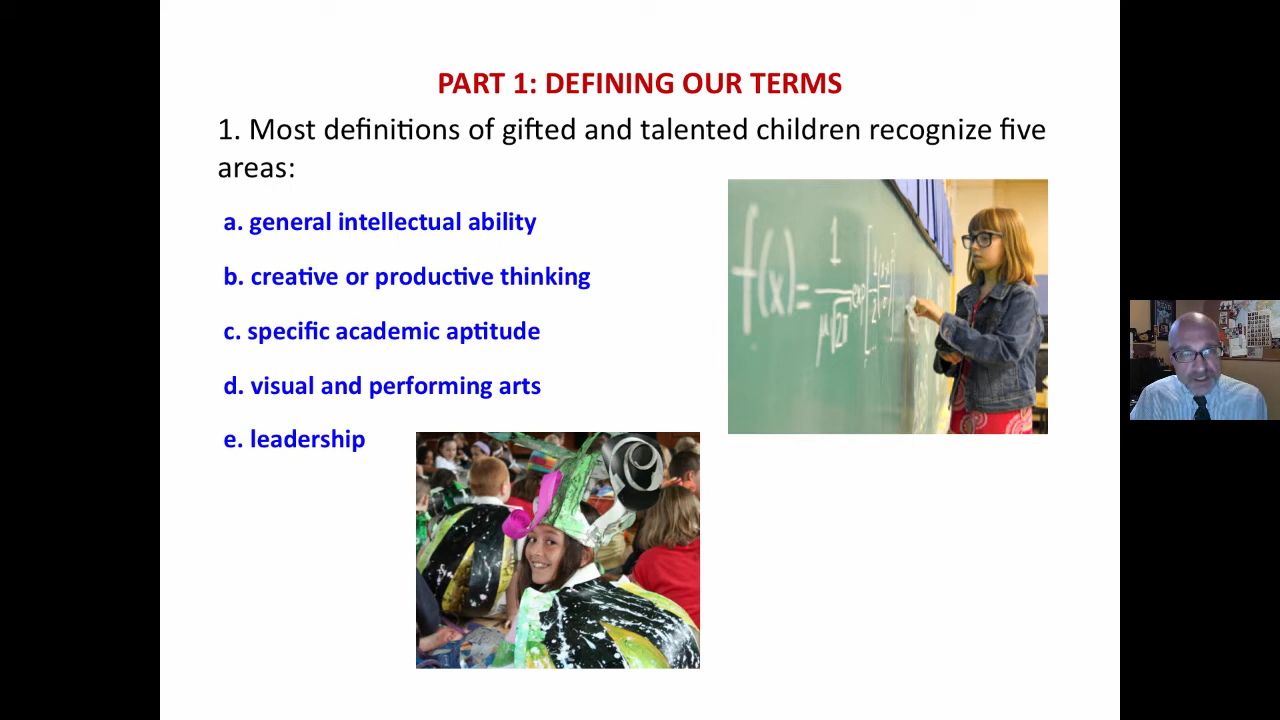 PART 1: DEFINING OUR TERMS
1. Most definitions of gifted and talented children recognize five
areas:
a. general intellectual ability
b. creative or productive thinking
c. specific academic aptitude
d. visual and performing arts
e. leadership
f(x)=
1